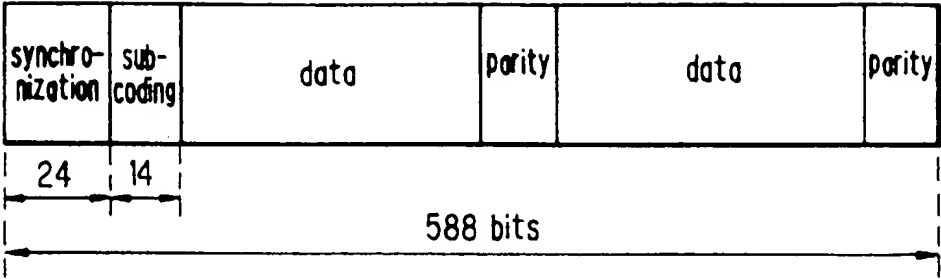 synchro-
nization
sub-
coding
data
parity
data
parity
24
14
588 bits